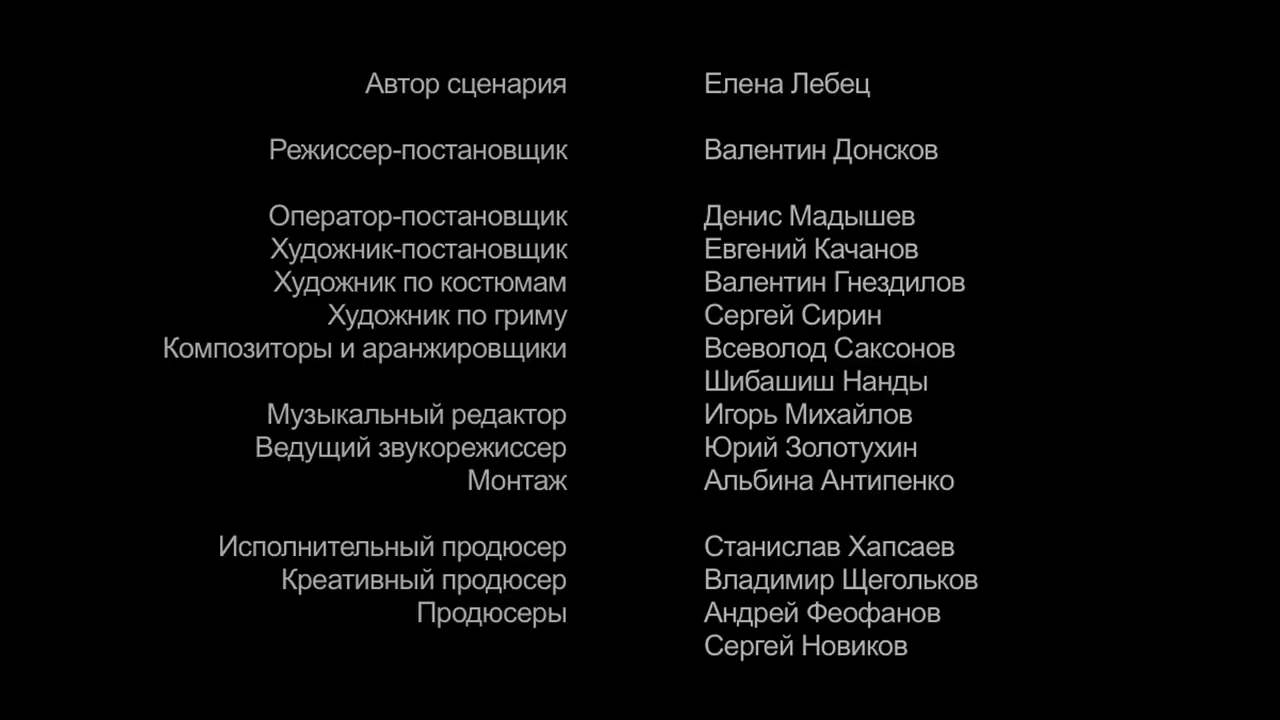 Автор сценария Елена Лебец
Режиссер-постановщик Валентин Донсков
Оператор-постановщик Денис Мадышев
Художник-постановщик Евгений Качанов
Художник по костюмам Валентин Гнездилов
Художник по гриму Сергей Сирин
Композиторы и аранжировщики Всеволод Саксонов
Шибашиш Нанды
Музыкальный редактор Игорь Михайлов
Ведущий звукорежиссер Юрий Золотухин
Монтаж Альбина Антипенко
Исполнительный продюсер Станислав Хапсаев
Креативный продюсер Владимир Щегольков
Продюсеры Андрей Феофанов
Сергей Новиков